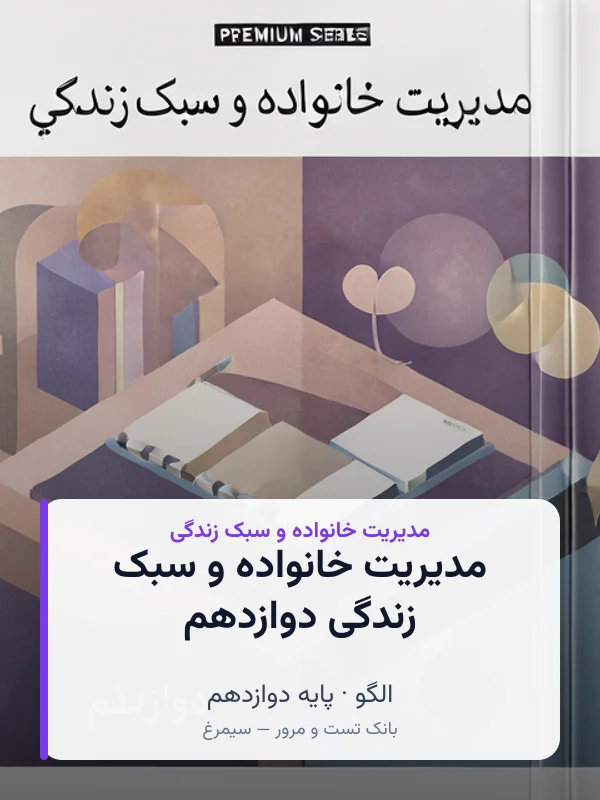 PREMIUM SERIES
مدیریت خانواده و سبک زندگي
مدیریت خانواده و سبک زندگی
مدیریت خانواده و سبک
زندگی دوازدهم
الگو · پایه دوازدهم
بانک تست و مرور — سیمرغ